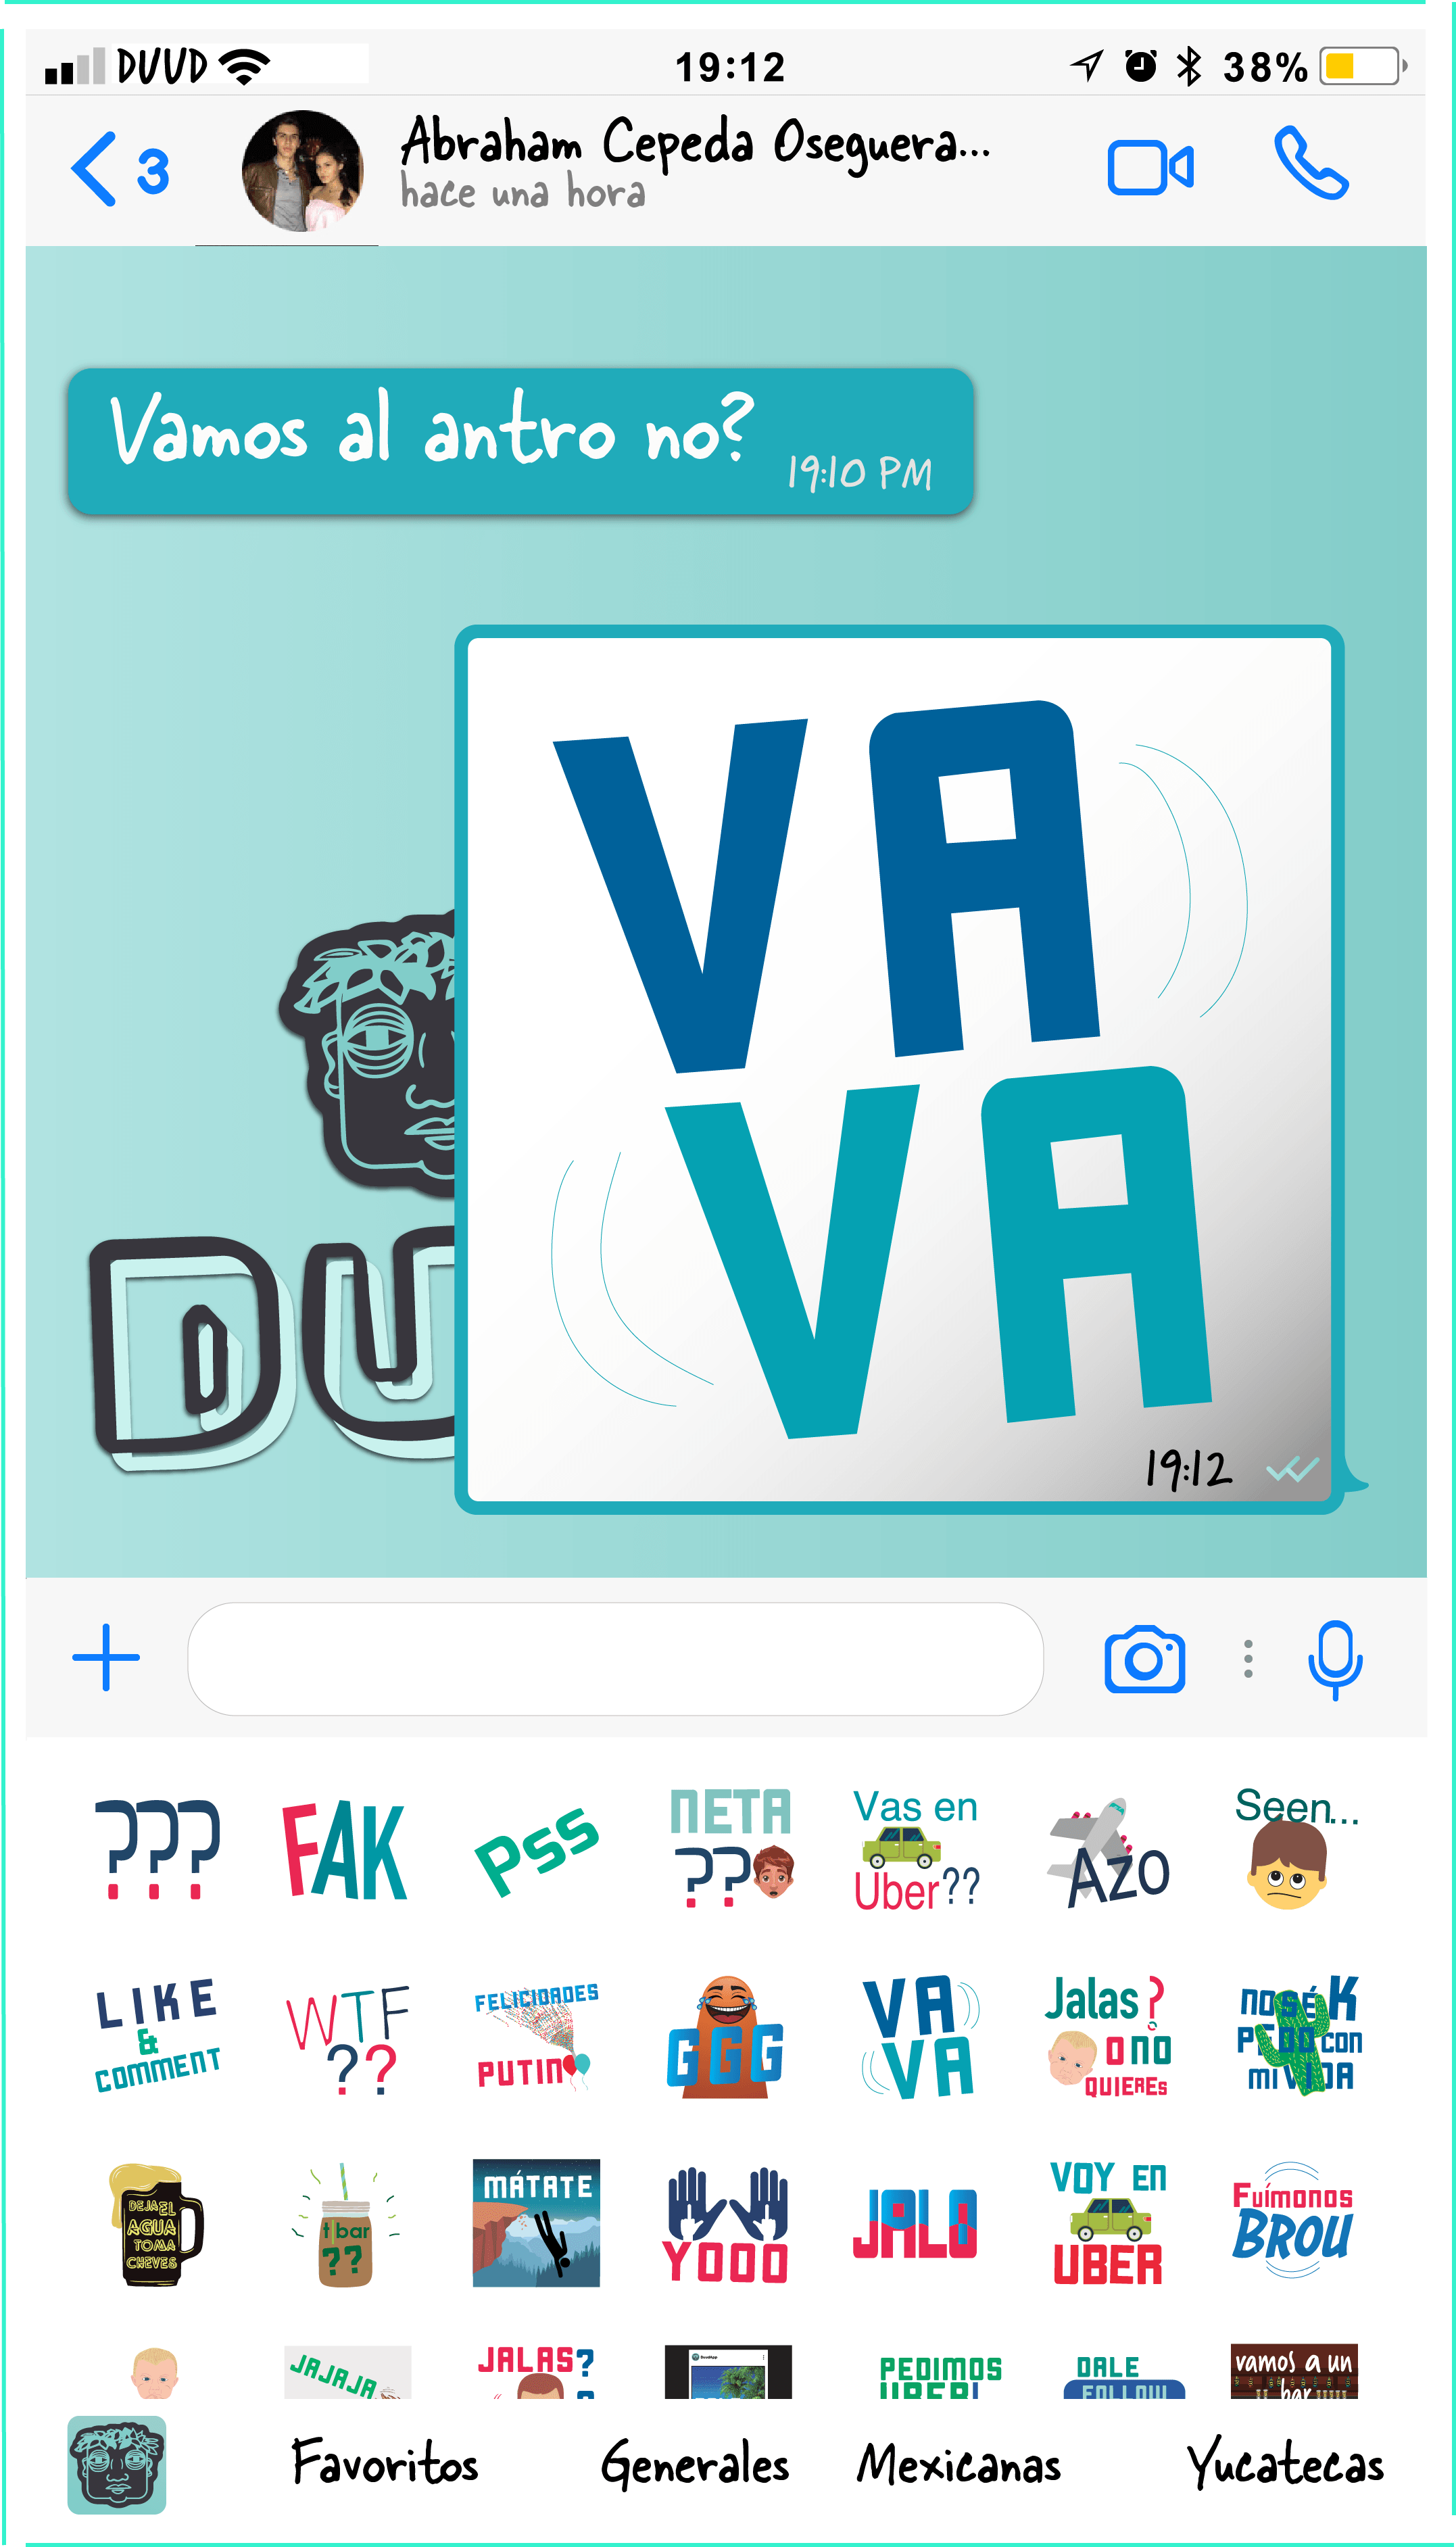 DUUD 19:12 38%
3 Abraham Cepeda Oseguera...
hace una hora
Vamos al antro no?
19:10 PM
VA
VA
19:12
DU
??? FAK Pss NETA ?? Vas en Uber?? AZO Seen...
LIKE & COMMENT WTF ?? FELICIDADES PUTIN GGG VA VA Jalas? O NO QUIERES NO SÉ K PEDO CON MI VIDA
DEJA EL AGUA TOMA CHEVES t bar ?? MÁTATE YOOO JALO VOY EN UBER Fuímonos BROU
JAJAJA JALAS? PEDIMOS UBER! DALE FOLLOW vamos a un bar
Favoritos Generales Mexicanas Yucatecas